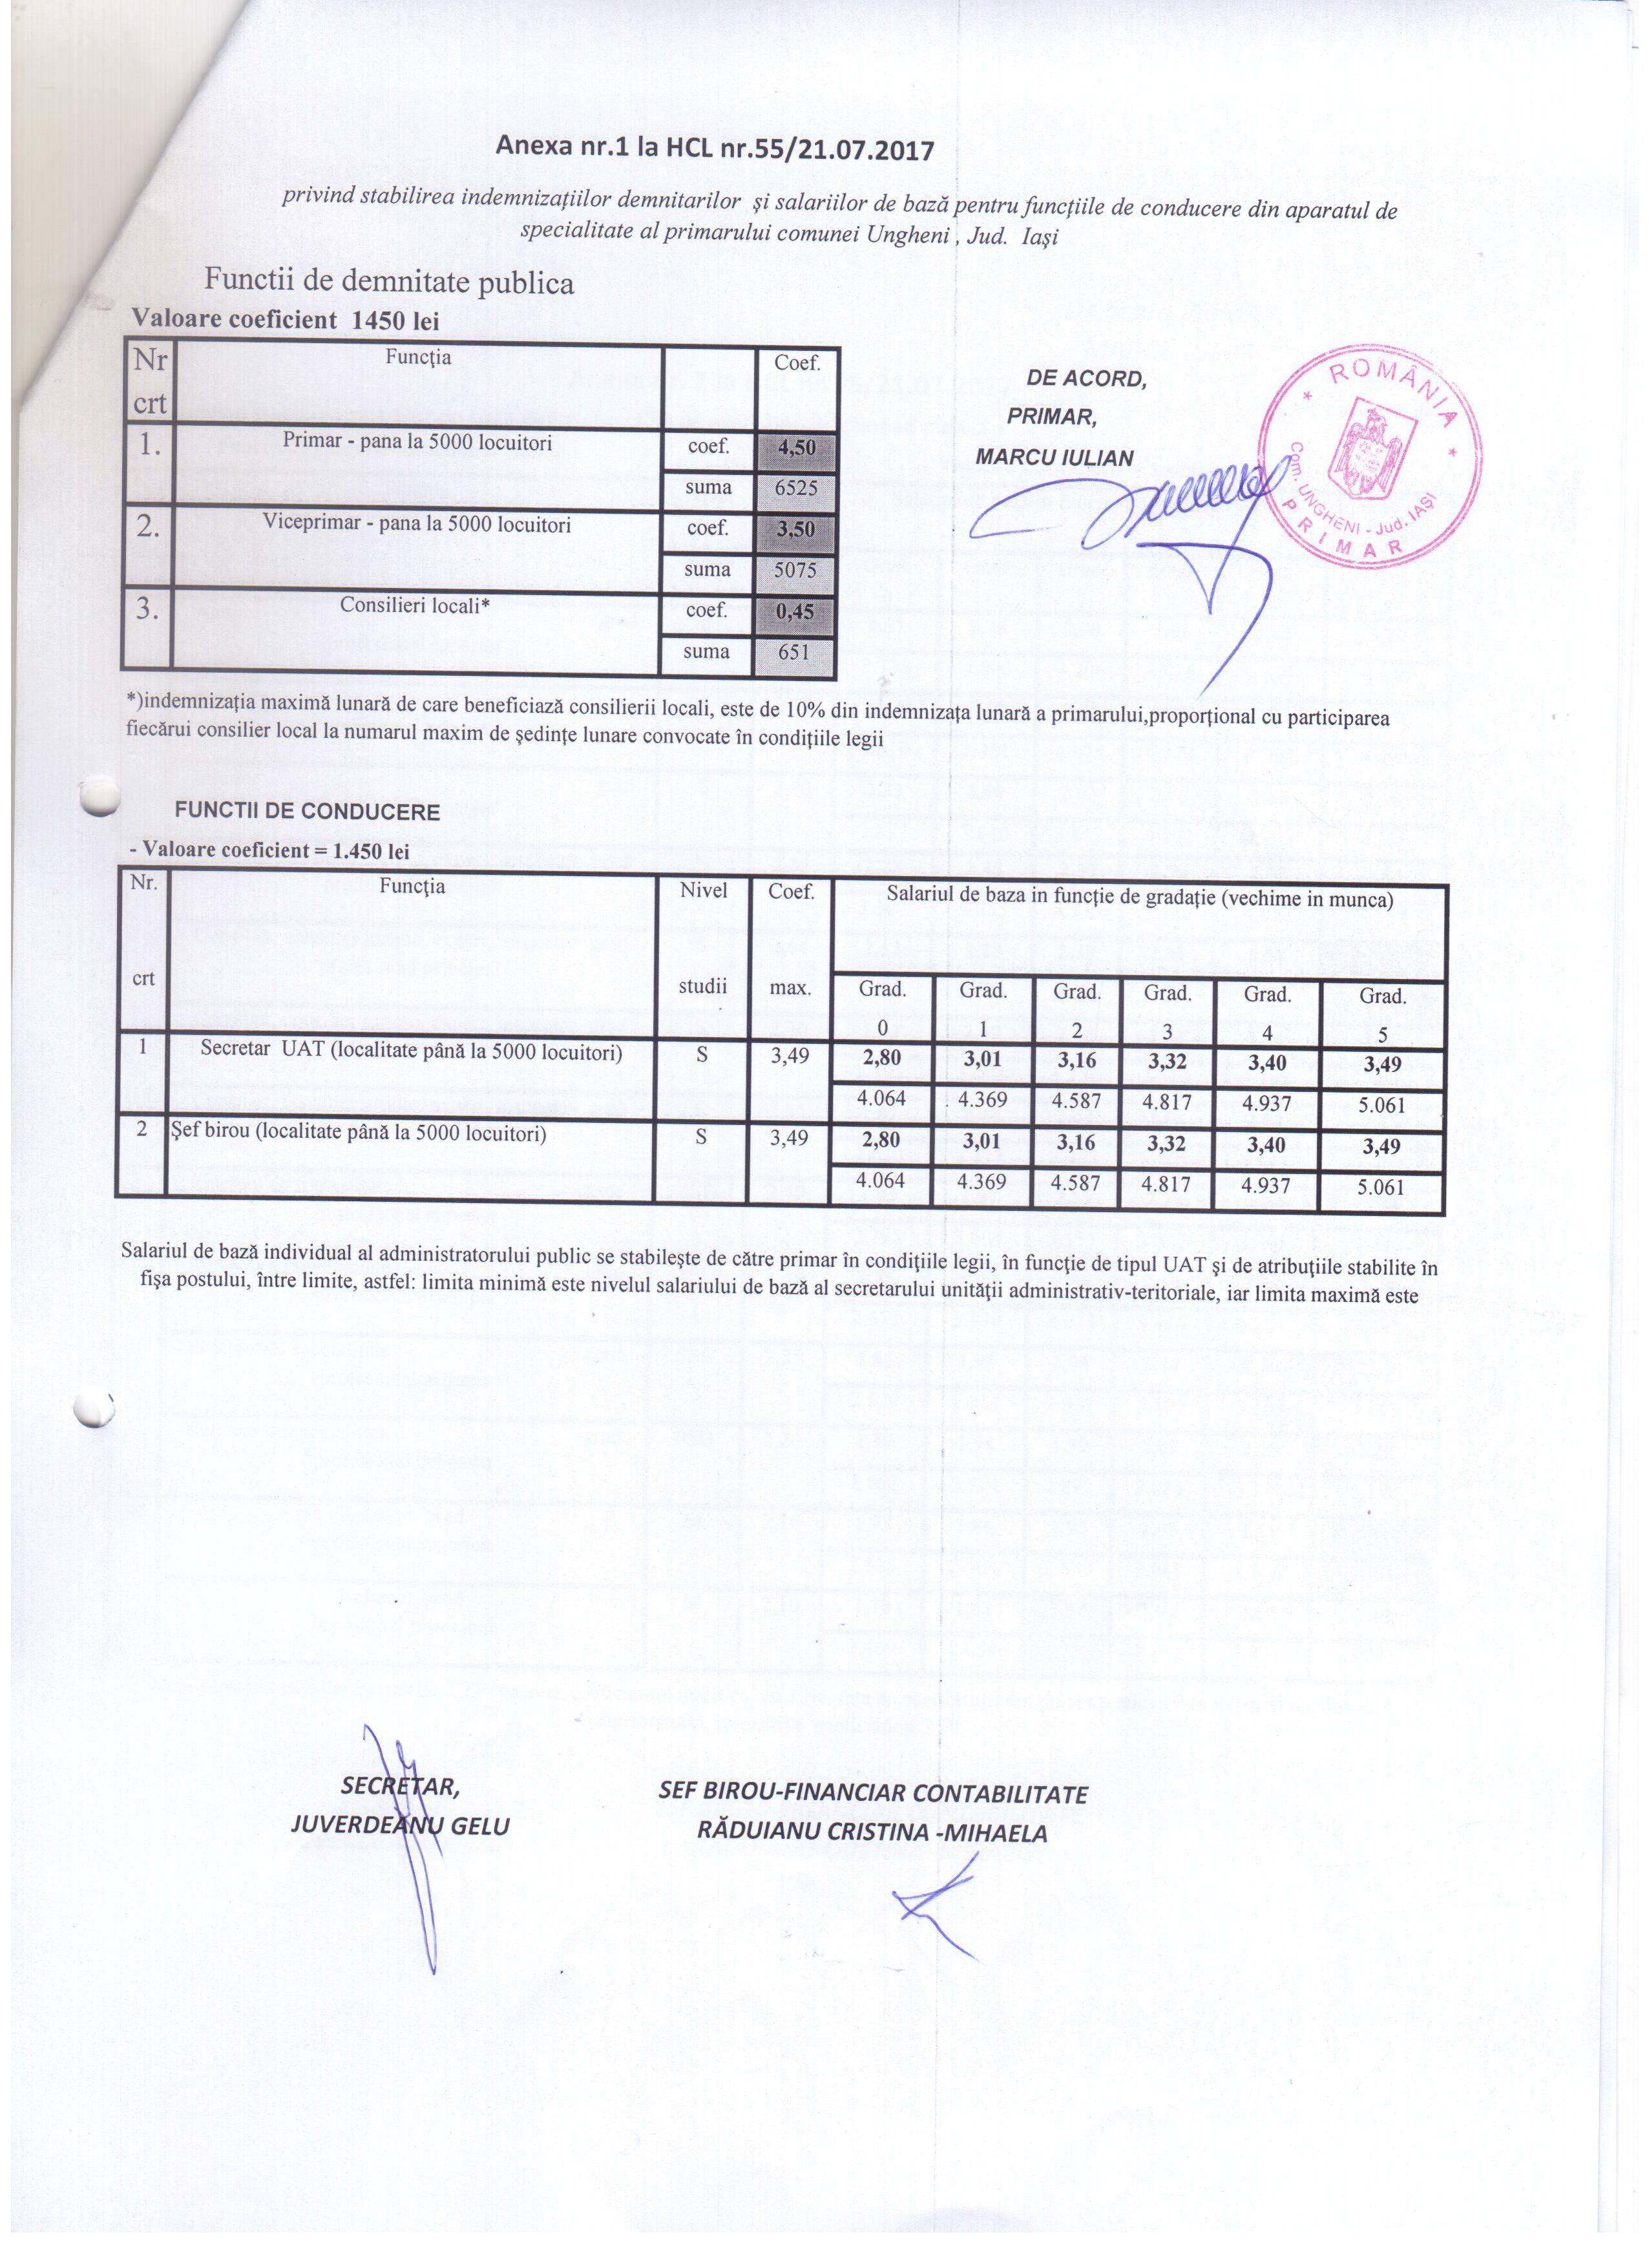 Anexa nr.1 la HCL nr.55/21.07.2017
privind stabilirea indemnizațiilor demnitarilor și salariilor de bază pentru funcțiile de conducere din aparatul de
specialitate al primarului comunei Ungheni , Jud. Iași
Functii de demnitate publica
Valoare coeficient 1450 lei
Nr crt Funcţia Coef.
1. Primar - pana la 5000 locuitori coef. 4,50
suma 6525
2. Viceprimar - pana la 5000 locuitori coef. 3,50
suma 5075
3. Consilieri locali* coef. 0,45
suma 651
DE ACORD,
PRIMAR,
MARCU IULIAN
* ROMÂNIA *
Com. UNGHENI - Jud. IAŞI
PRIMAR
*)indemnizația maximă lunară de care beneficiază consilierii locali, este de 10% din indemnizața lunară a primarului,proporțional cu participarea
fiecărui consilier local la numarul maxim de ședințe lunare convocate în condițiile legii
FUNCTII DE CONDUCERE
- Valoare coeficient = 1.450 lei
Nr. Funcţia Nivel Coef. Salariul de baza in funcţie de gradaţie (vechime in munca)
crt studii max. Grad. Grad. Grad. Grad. Grad. Grad.
0 1 2 3 4 5
1 Secretar UAT (localitate până la 5000 locuitori) S 3,49 2,80 3,01 3,16 3,32 3,40 3,49
4.064 4.369 4.587 4.817 4.937 5.061
2 Şef birou (localitate până la 5000 locuitori) S 3,49 2,80 3,01 3,16 3,32 3,40 3,49
4.064 4.369 4.587 4.817 4.937 5.061
Salariul de bază individual al administratorului public se stabileşte de către primar în condiţiile legii, în funcţie de tipul UAT şi de atribuţiile stabilite în
fişa postului, între limite, astfel: limita minimă este nivelul salariului de bază al secretarului unităţii administrativ-teritoriale, iar limita maximă este
SECRETAR,
JUVERDEANU GELU
SEF BIROU-FINANCIAR CONTABILITATE
RĂDUIANU CRISTINA -MIHAELA